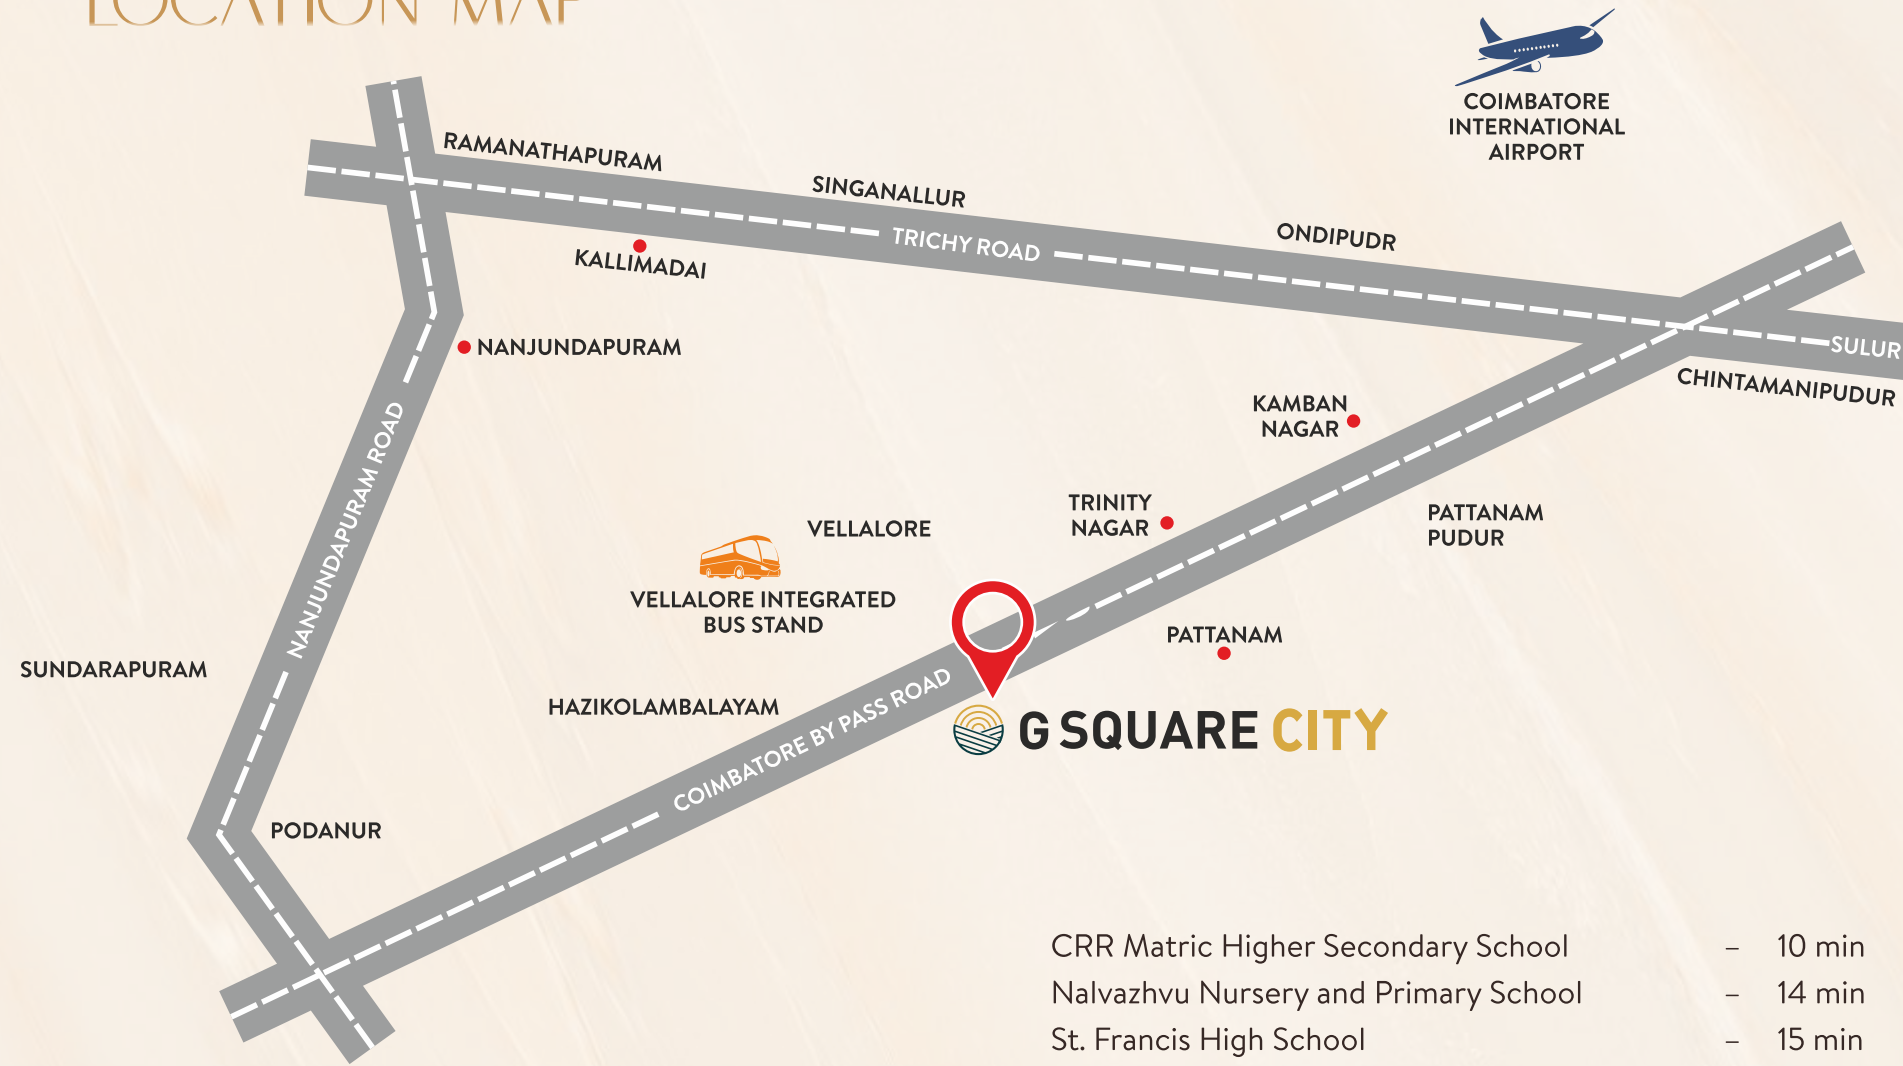 LOCATION MAP
COIMBATORE
INTERNATIONAL
AIRPORT
RAMANATHAPURAM
SINGANALLUR
ONDIPUDR
TRICHY ROAD
KALLIMADAI
NANJUNDAPURAM
SULUR
CHINTAMANIPUDUR
KAMBAN
NAGAR
NANJUNDAPURAM ROAD
TRINITY
NAGAR
PATTANAM
PUDUR
VELLALORE
VELLALORE INTEGRATED
BUS STAND
PATTANAM
SUNDARAPURAM
HAZIKOLAMBALAYAM
COIMBATORE BY PASS ROAD
G SQUARE CITY
PODANUR
CRR Matric Higher Secondary School – 10 min
Nalvazhvu Nursery and Primary School – 14 min
St. Francis High School – 15 min